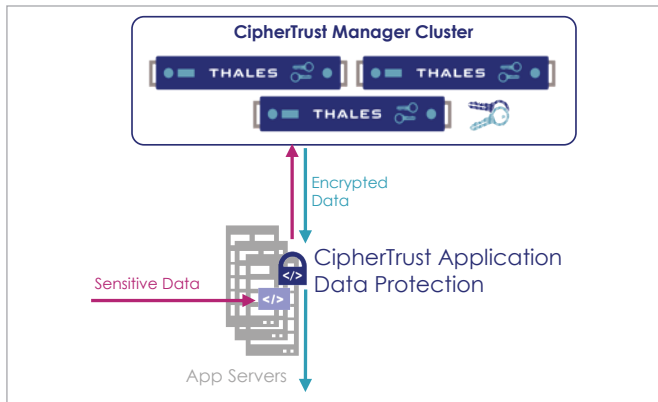 CipherTrust Manager Cluster
THALES
THALES
THALES
Encrypted
Data
CipherTrust Application
Data Protection
</>
Sensitive Data
</>
App Servers